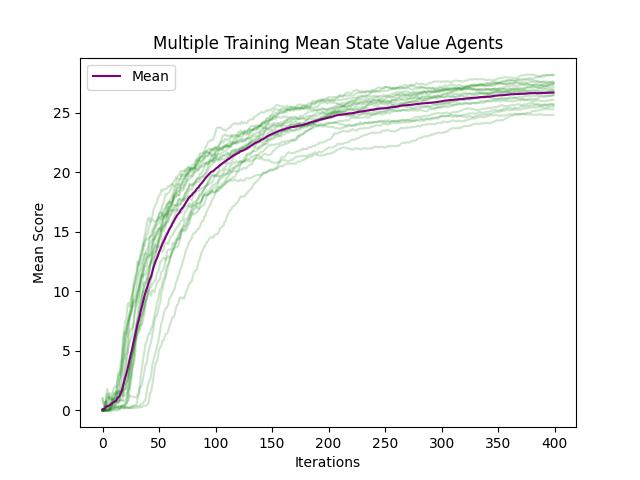 Multiple Training Mean State Value Agents
Mean
25
20
15
10
5
0
Mean Score
0 50 100 150 200 250 300 350 400
Iterations